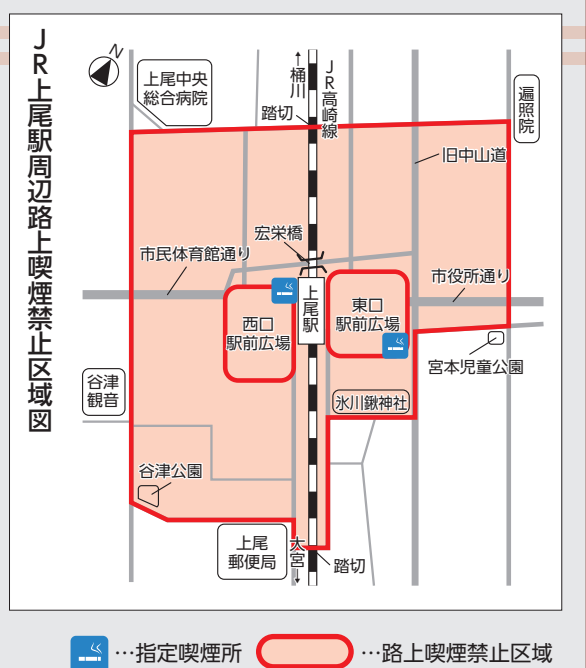 JR上尾駅周辺路上喫煙禁止区域図
N
上尾中央
総合病院
←桶川
JR高崎線
踏切
遍照院
旧中山道
宏栄橋
市民体育館通り
市役所通り
上尾駅
西口
駅前広場
東口
駅前広場
宮本児童公園
谷津
観音
氷川鍬神社
谷津公園
上尾
郵便局
大宮→
踏切
…指定喫煙所
…路上喫煙禁止区域